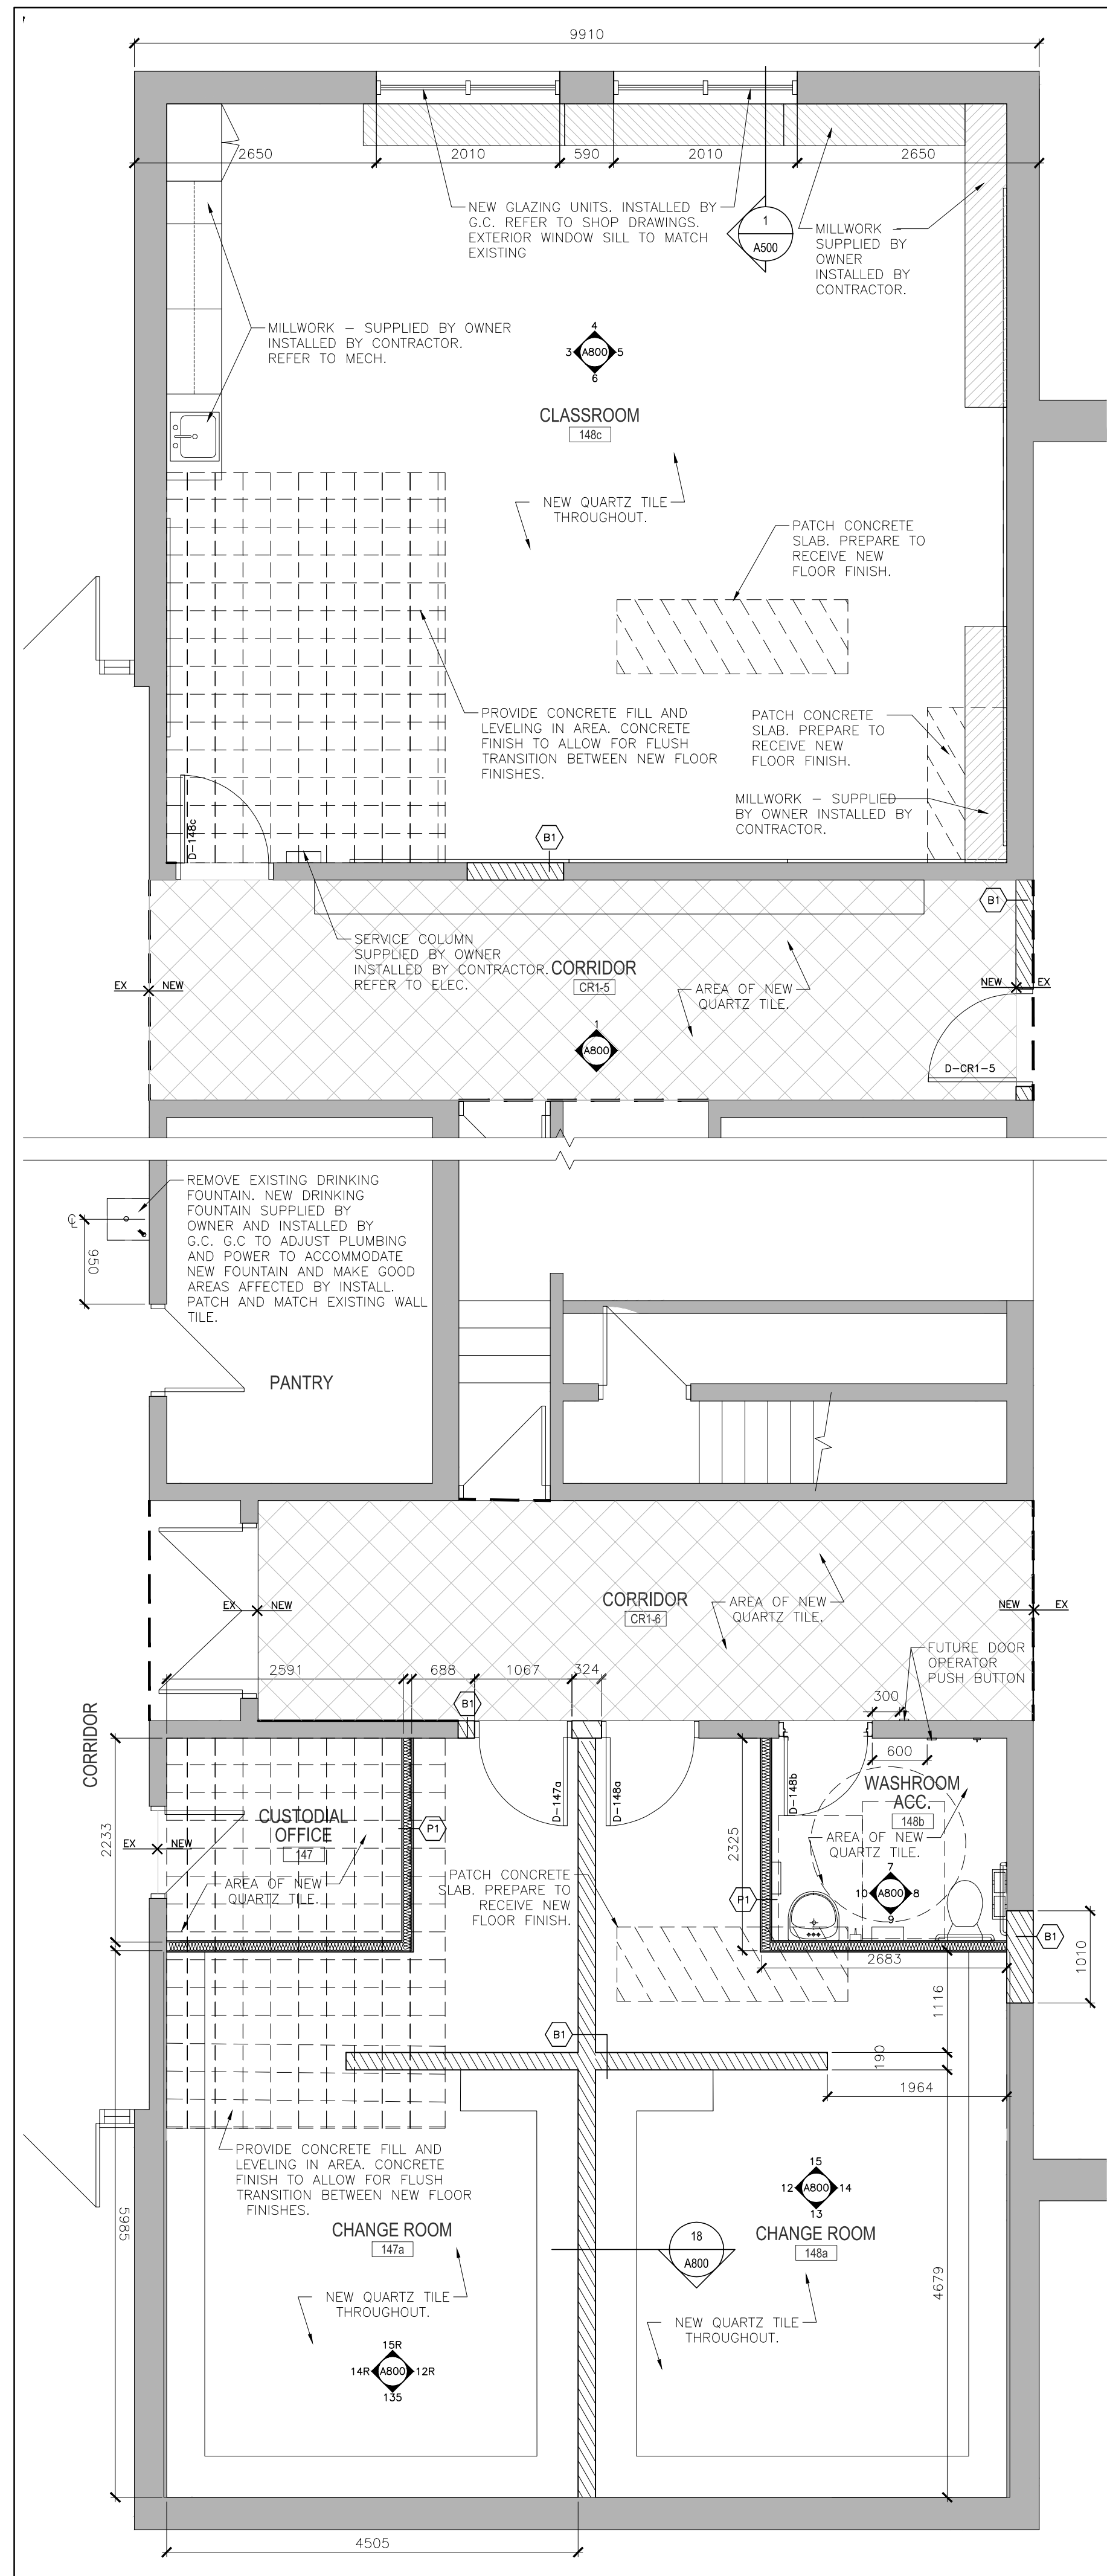 9910
2650
2010
590
2010
2650
NEW GLAZING UNITS. INSTALLED BY
G.C. REFER TO SHOP DRAWINGS.
EXTERIOR WINDOW SILL TO MATCH
EXISTING
1
A500
MILLWORK
SUPPLIED BY
OWNER
INSTALLED BY
CONTRACTOR.
MILLWORK – SUPPLIED BY OWNER
INSTALLED BY CONTRACTOR.
REFER TO MECH.
4
3 A800 5
6
CLASSROOM
148c
NEW QUARTZ TILE
THROUGHOUT.
PATCH CONCRETE
SLAB. PREPARE TO
RECEIVE NEW
FLOOR FINISH.
PROVIDE CONCRETE FILL AND
LEVELING IN AREA. CONCRETE
FINISH TO ALLOW FOR FLUSH
TRANSITION BETWEEN NEW FLOOR
FINISHES.
PATCH CONCRETE
SLAB. PREPARE TO
RECEIVE NEW
FLOOR FINISH.
MILLWORK – SUPPLIED
BY OWNER INSTALLED BY
CONTRACTOR.
D-148c
B1
B1
SERVICE COLUMN
SUPPLIED BY OWNER
INSTALLED BY CONTRACTOR.
REFER TO ELEC.
CORRIDOR
CR1-5
AREA OF NEW
QUARTZ TILE.
EX NEW
NEW EX
1
A800
D-CR1-5
REMOVE EXISTING DRINKING
FOUNTAIN. NEW DRINKING
FOUNTAIN SUPPLIED BY
OWNER AND INSTALLED BY
G.C. G.C TO ADJUST PLUMBING
AND POWER TO ACCOMMODATE
NEW FOUNTAIN AND MAKE GOOD
AREAS AFFECTED BY INSTALL.
PATCH AND MATCH EXISTING WALL
TILE.
℄
950
PANTRY
CORRIDOR
CR1-6
AREA OF NEW
QUARTZ TILE.
EX NEW
NEW EX
FUTURE DOOR
OPERATOR
PUSH BUTTON
2591
688
1067
324
300
600
B1
CORRIDOR
2233
CUSTODIAL
OFFICE
147
EX NEW
AREA OF NEW
QUARTZ TILE.
P1
D-147a
D-148a
2325
D-148b
WASHROOM
ACC.
148b
AREA OF NEW
QUARTZ TILE.
7
10 A800 8
9
P1
PATCH CONCRETE
SLAB. PREPARE TO
RECEIVE NEW
FLOOR FINISH.
B1
1010
2683
1116
B1
190
1964
PROVIDE CONCRETE FILL AND
LEVELING IN AREA. CONCRETE
FINISH TO ALLOW FOR FLUSH
TRANSITION BETWEEN NEW FLOOR
FINISHES.
5985
CHANGE ROOM
147a
18
A800
15
12 A800 14
13
CHANGE ROOM
148a
4679
NEW QUARTZ TILE
THROUGHOUT.
NEW QUARTZ TILE
THROUGHOUT.
15R
14R A800 12R
135
4505